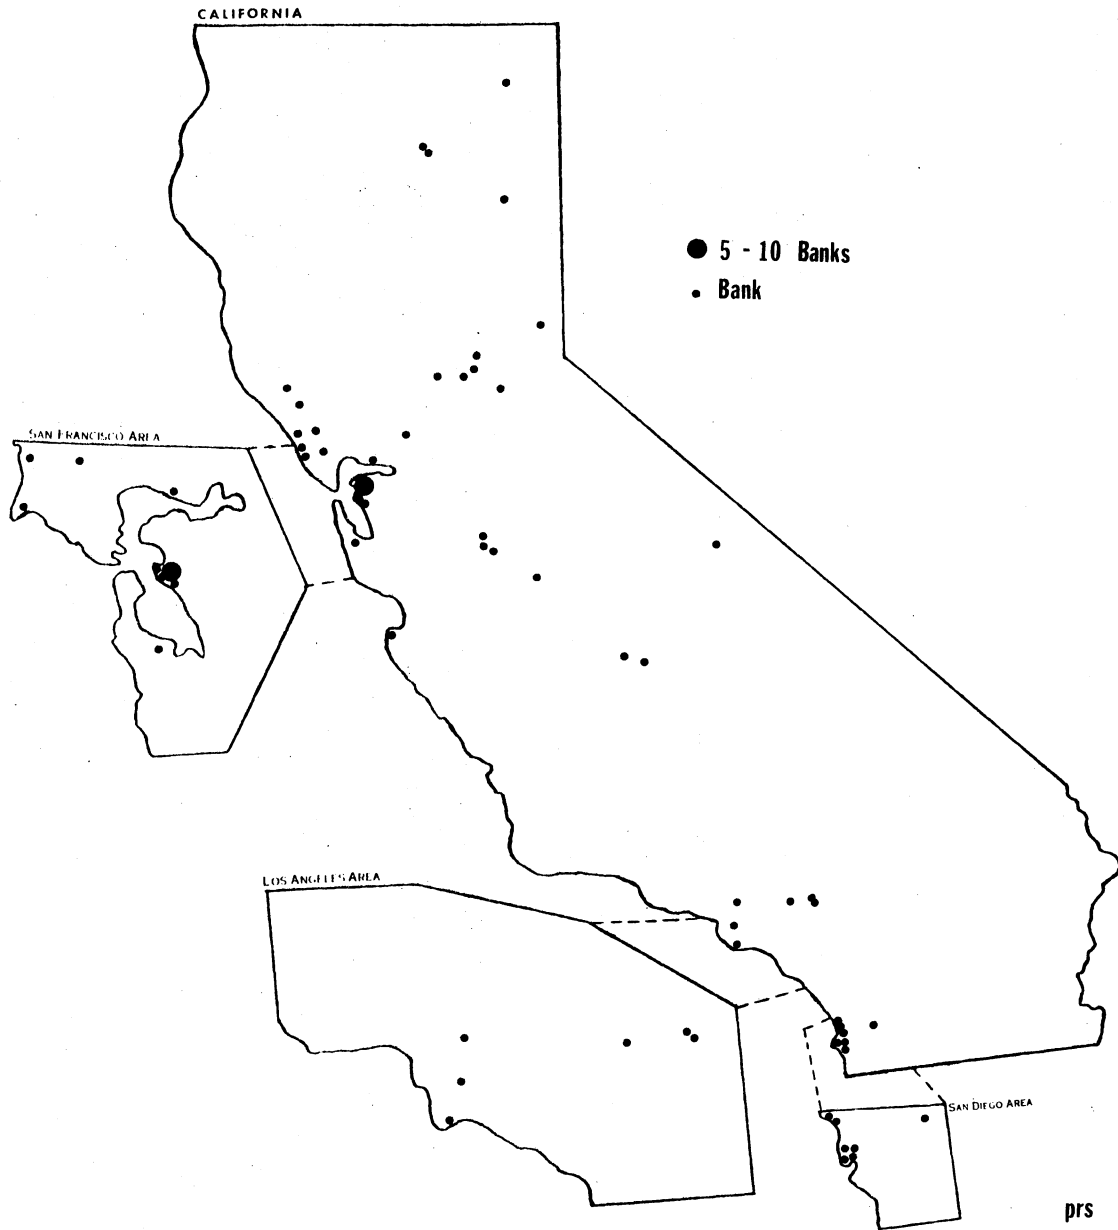 CALIFORNIA
5 - 10 Banks
Bank
SAN FRANCISCO AREA
LOS ANGELES AREA
SAN DIEGO AREA
prs